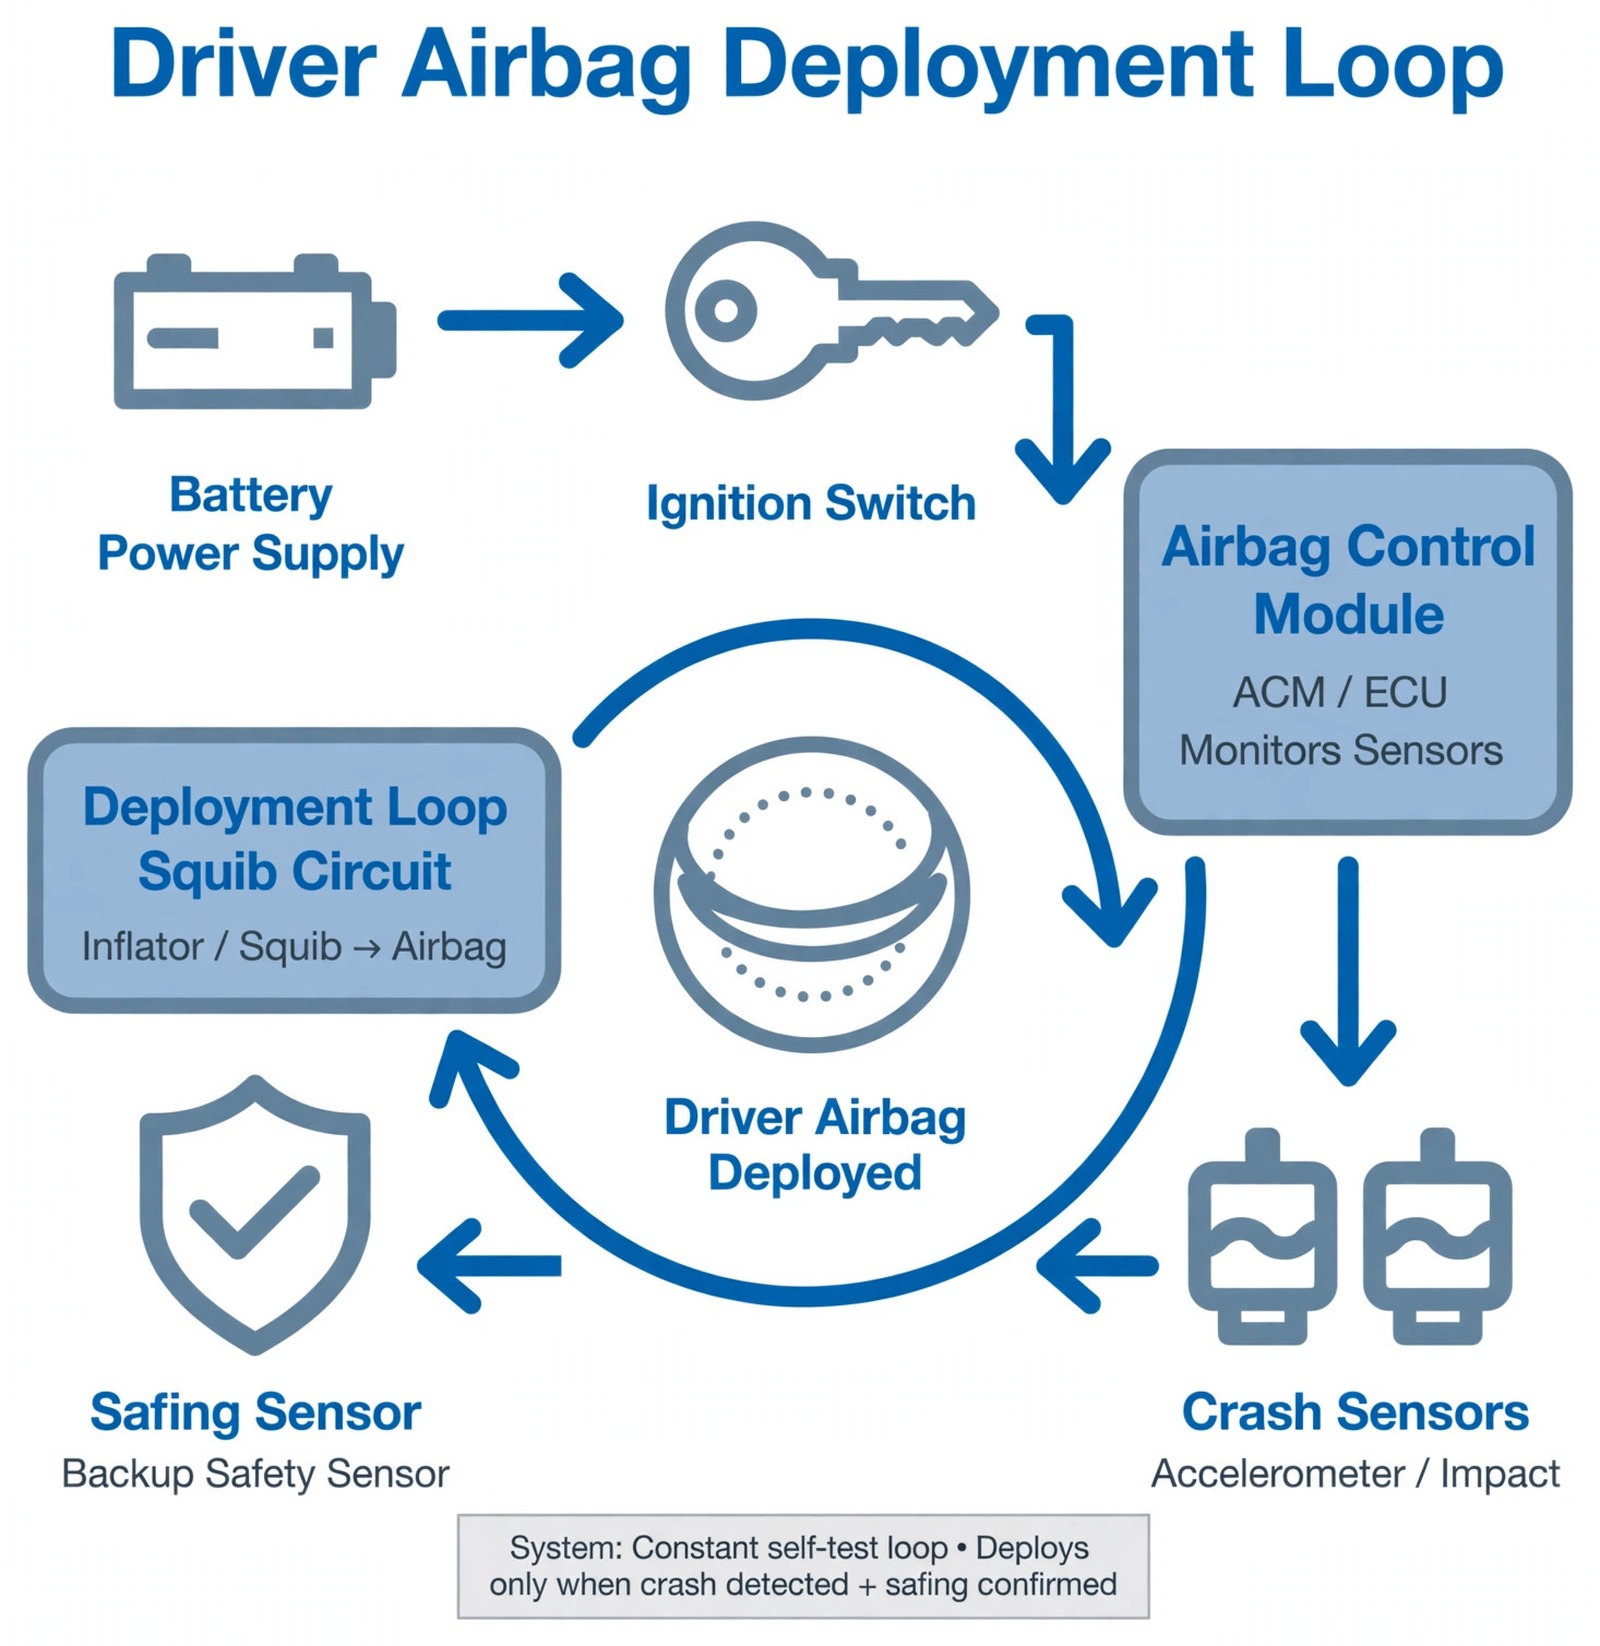 Driver Airbag Deployment Loop
Battery
Power Supply
Ignition Switch
Airbag Control
Module
ACM / ECU
Monitors Sensors
Deployment Loop
Squib Circuit
Inflator / Squib → Airbag
Driver Airbag
Deployed
Safing Sensor
Backup Safety Sensor
Crash Sensors
Accelerometer / Impact
System: Constant self-test loop • Deploys
only when crash detected + safing confirmed